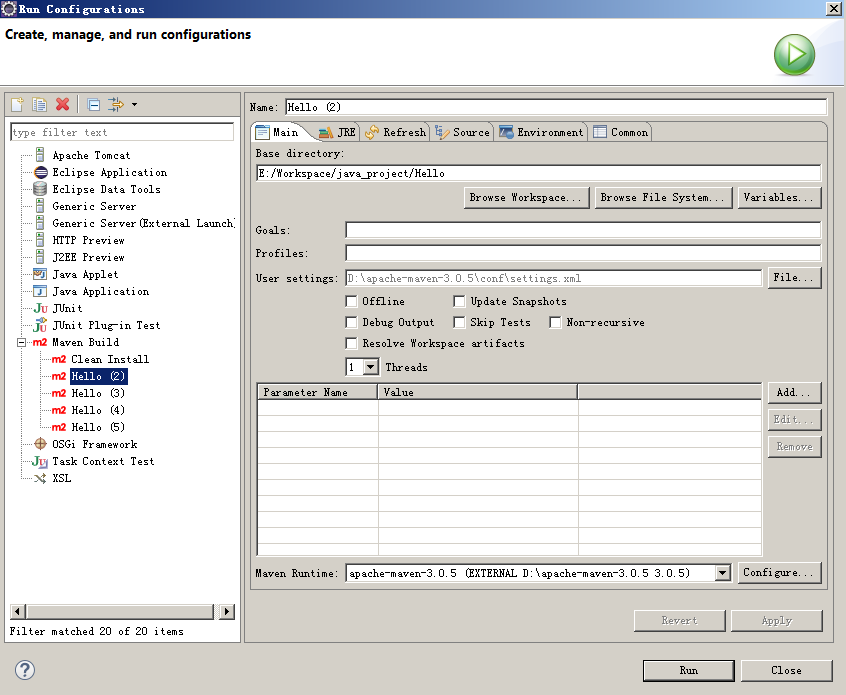 Run Configurations
Create, manage, and run configurations
type filter text
Apache Tomcat
Eclipse Application
Eclipse Data Tools
Generic Server
Generic Server(External Launch)
HTTP Preview
J2EE Preview
Java Applet
Java Application
Ju JUnit
JUnit Plug-in Test
m2 Maven Build
m2 Clean Install
m2 Hello (2)
m2 Hello (3)
m2 Hello (4)
m2 Hello (5)
OSGi Framework
Ju Task Context Test
XSL
Filter matched 20 of 20 items
Name: Hello (2)
Main JRE Refresh Source Environment Common
Base directory:
E:/Workspace/java_project/Hello
Browse Workspace... Browse File System... Variables...
Goals:
Profiles:
User settings: D:\apache-maven-3.0.5\conf\settings.xml File...
Offline Update Snapshots
Debug Output Skip Tests Non-recursive
Resolve Workspace artifacts
1 Threads
Parameter Name Value Add...
Edit...
Remove
Maven Runtime: apache-maven-3.0.5 (EXTERNAL D:\apache-maven-3.0.5 3.0.5) Configure...
Revert Apply
? Run Close